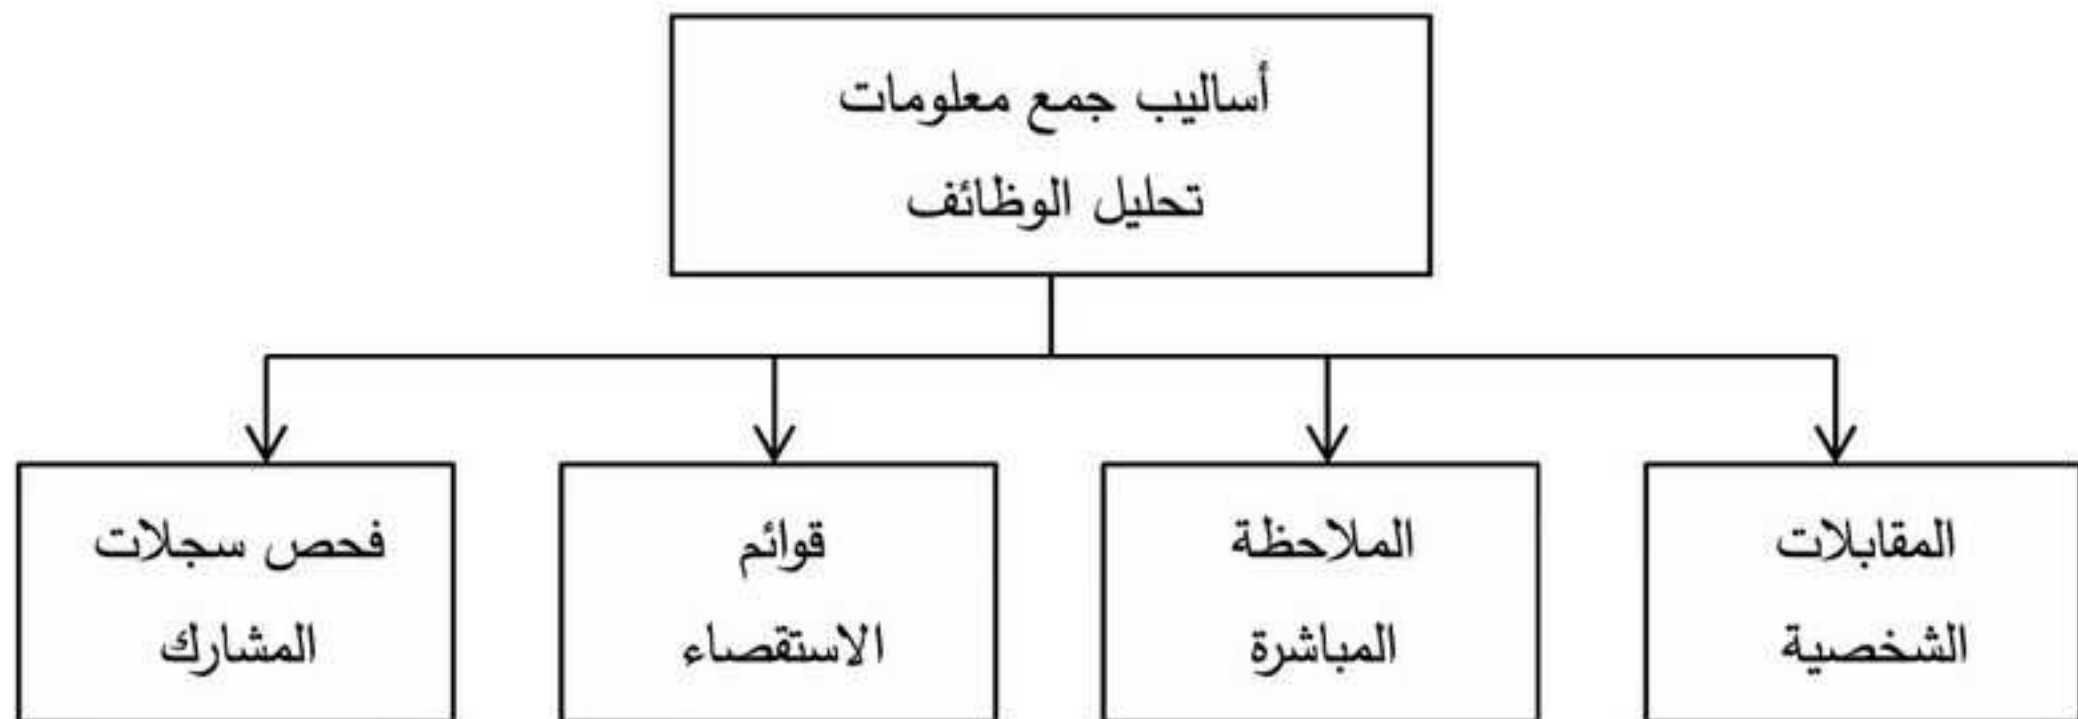 أساليب جمع معلومات
تحليل الوظائف
المقابلات
الشخصية
الملاحظة
المباشرة
قوائم
الاستقصاء
فحص سجلات
المشارك